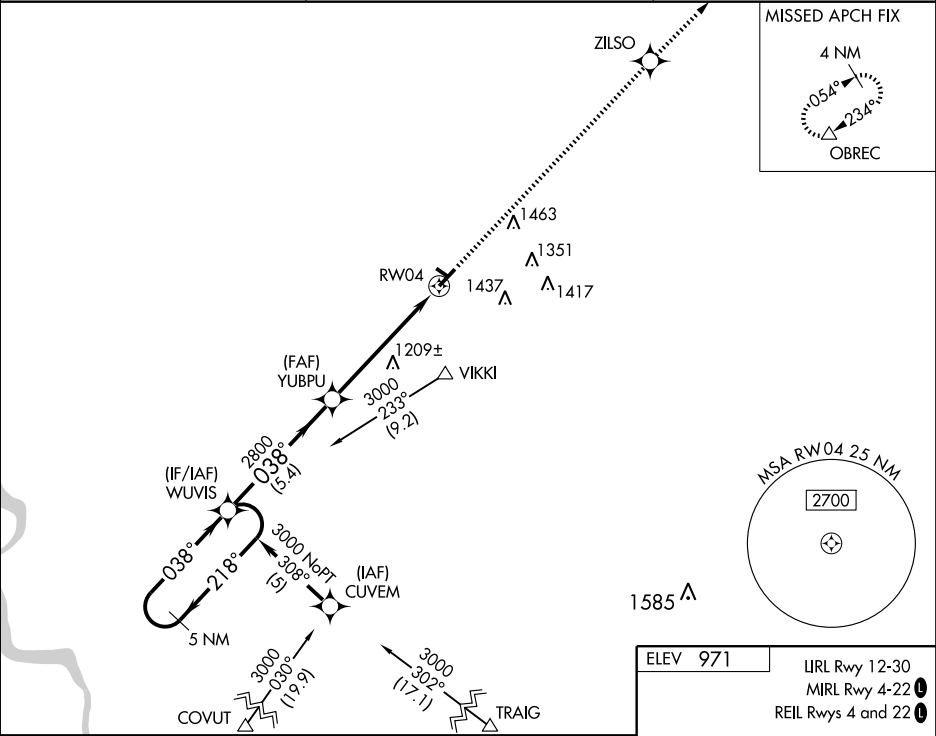 MISSED APCH FIX
4 NM
054°
234°
OBREC
ZILSO
1463
1351
1437
1417
RW04
1209±
(FAF)
YUBPU
VIKKI
3000
233°
(9.2)
2800
038°
(5.4)
(IF/IAF)
WUVIS
038°
218°
5 NM
3000 NoPT
308°
(5)
(IAF)
CUVEM
MSA RW04 25 NM
2700
1585
3000
030°
(19.9)
COVUT
3000
302°
(17.1)
TRAIG
ELEV 971
LIRL Rwy 12-30
MIRL Rwy 4-22 L
REIL Rwys 4 and 22 L